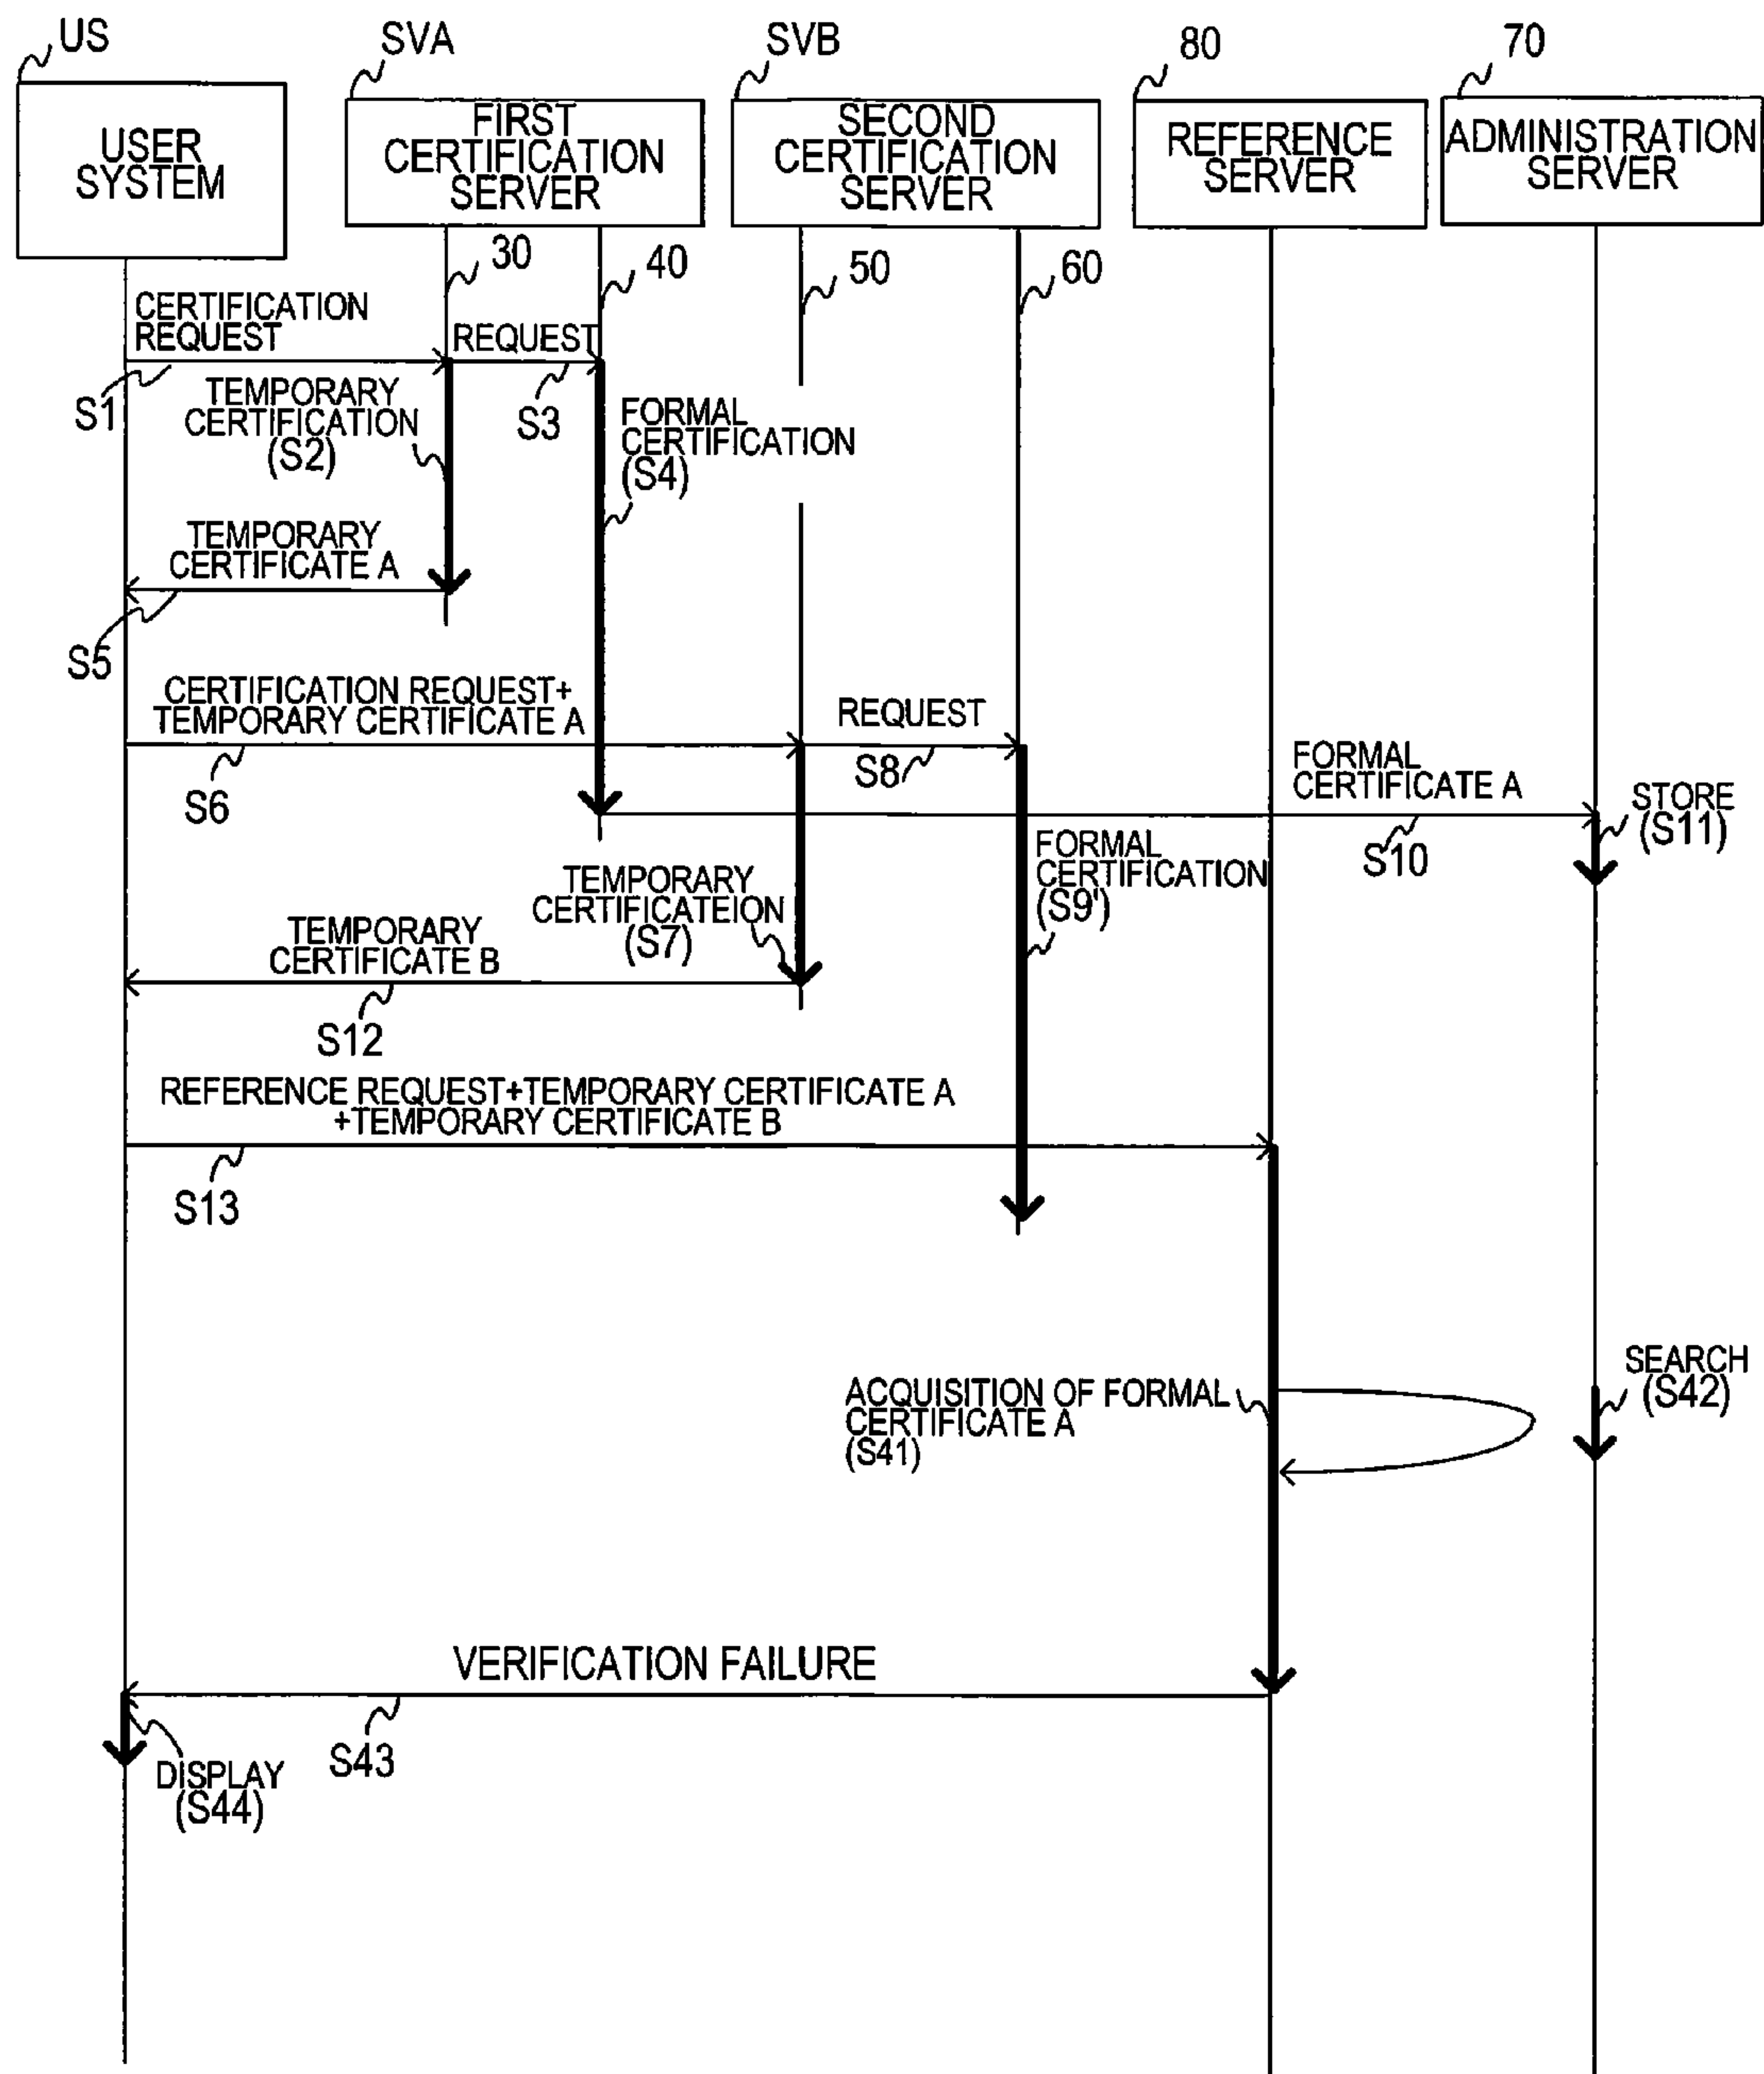 US
SVA
SVB
80
70
USER
SYSTEM
FIRST
CERTIFICATION
SERVER
SECOND
CERTIFICATION
SERVER
REFERENCE
SERVER
ADMINISTRATION
SERVER
30
40
50
60
CERTIFICATION
REQUEST
REQUEST
S1
TEMPORARY
CERTIFICATION
(S2)
S3
FORMAL
CERTIFICATION
(S4)
TEMPORARY
CERTIFICATE A
S5
CERTIFICATION REQUEST+
TEMPORARY CERTIFICATE A
REQUEST
S6
S8
FORMAL
CERTIFICATE A
STORE
(S11)
S10
FORMAL
CERTIFICATION
(S9')
TEMPORARY
CERTIFICATEION
(S7)
TEMPORARY
CERTIFICATE B
S12
REFERENCE REQUEST+TEMPORARY CERTIFICATE A
+TEMPORARY CERTIFICATE B
S13
ACQUISITION OF FORMAL
CERTIFICATE A
(S41)
SEARCH
(S42)
VERIFICATION FAILURE
S43
DISPLAY
(S44)